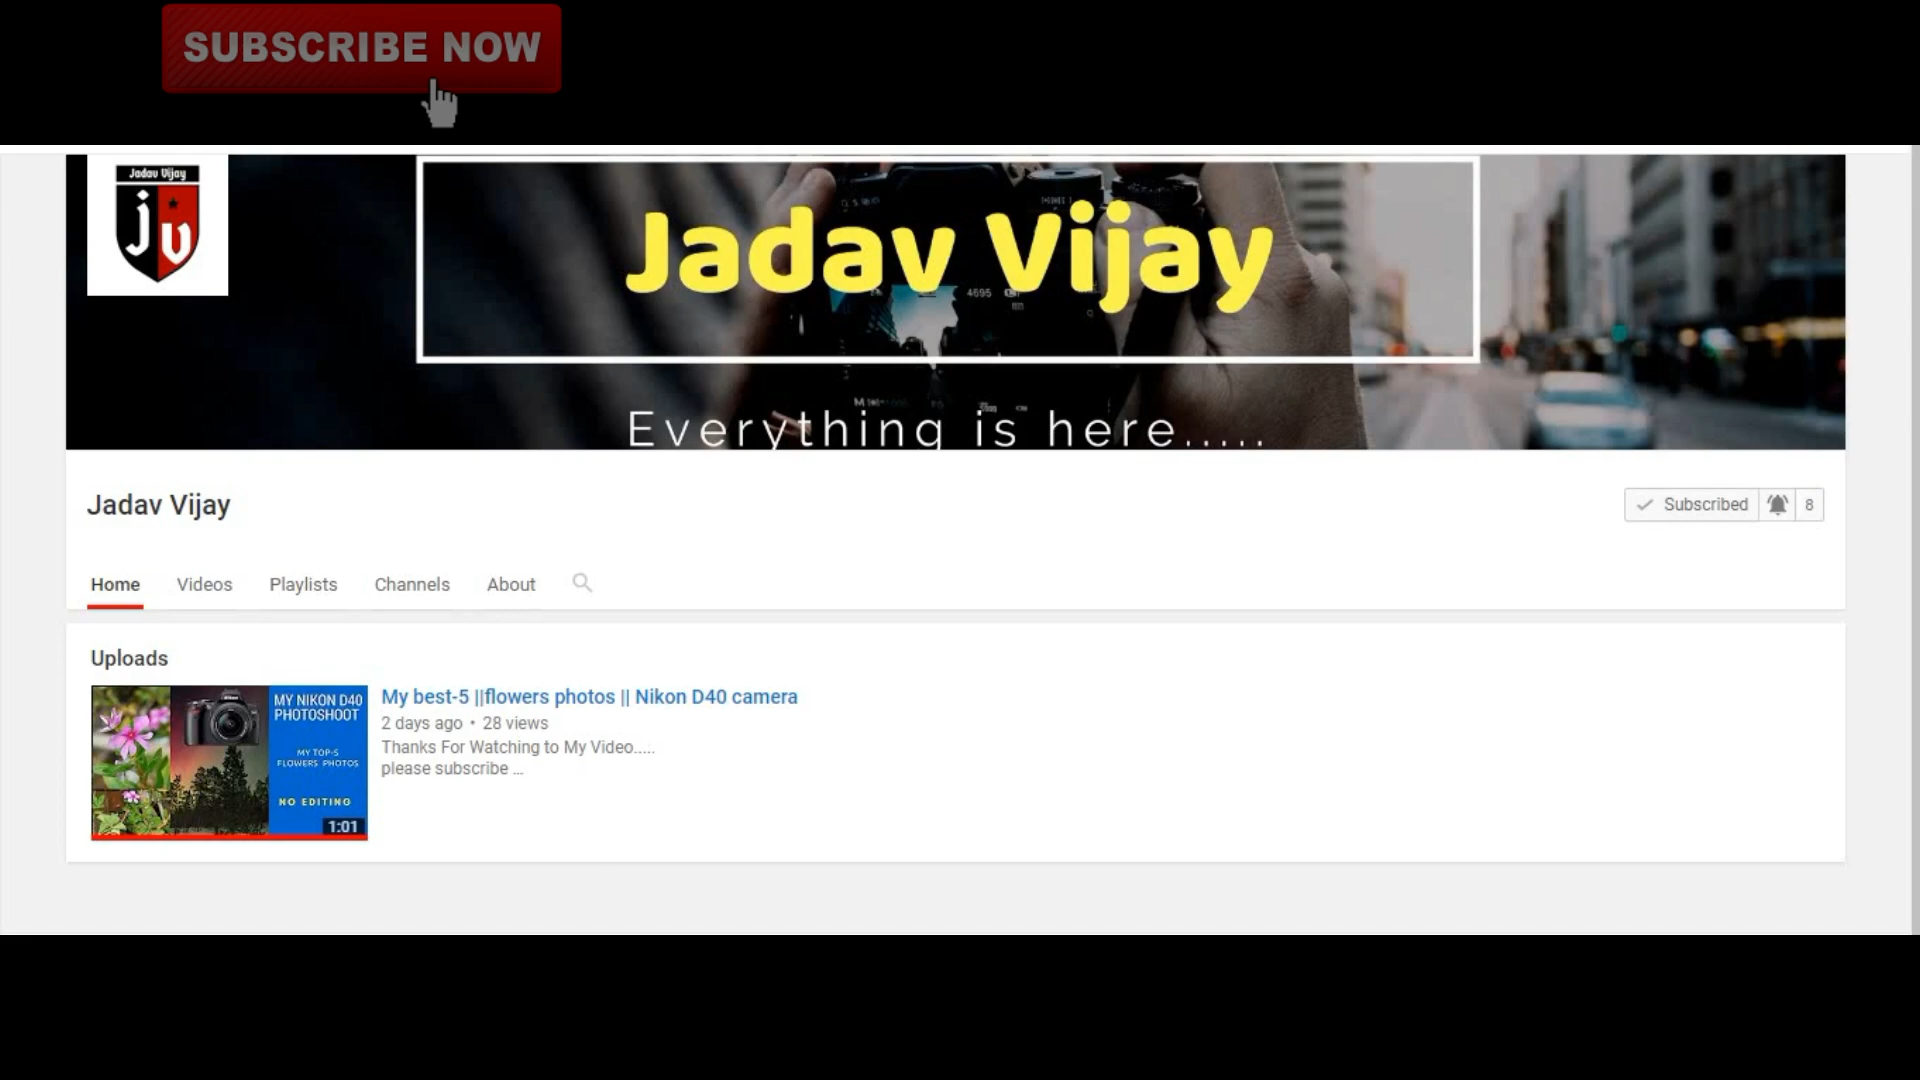 SUBSCRIBE NOW
Jadav Vijay
jv
Jadav Vijay
4695
Everything is here.....
Jadav Vijay
Subscribed 8
Home Videos Playlists Channels About
Uploads
MY NIKON D40
PHOTOSHOOT
MY TOP-5
FLOWERS PHOTOS
NO EDITING
1:01
My best-5 ||flowers photos || Nikon D40 camera
2 days ago • 28 views
Thanks For Watching to My Video.....
please subscribe ...